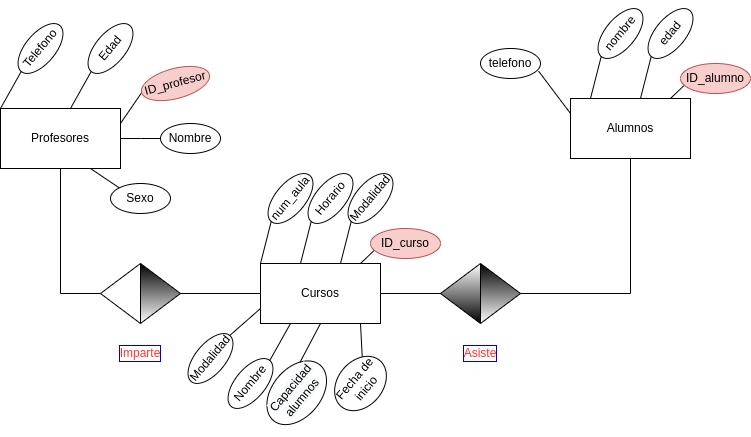 Telefono
Edad
ID_profesor
Profesores
Nombre
Sexo
nombre
edad
telefono
ID_alumno
Alumnos
num_aula
Horario
Modalidad
ID_curso
Cursos
Imparte
Asiste
Modalidad
Nombre
Capacidad
alumnos
Fecha de
inicio